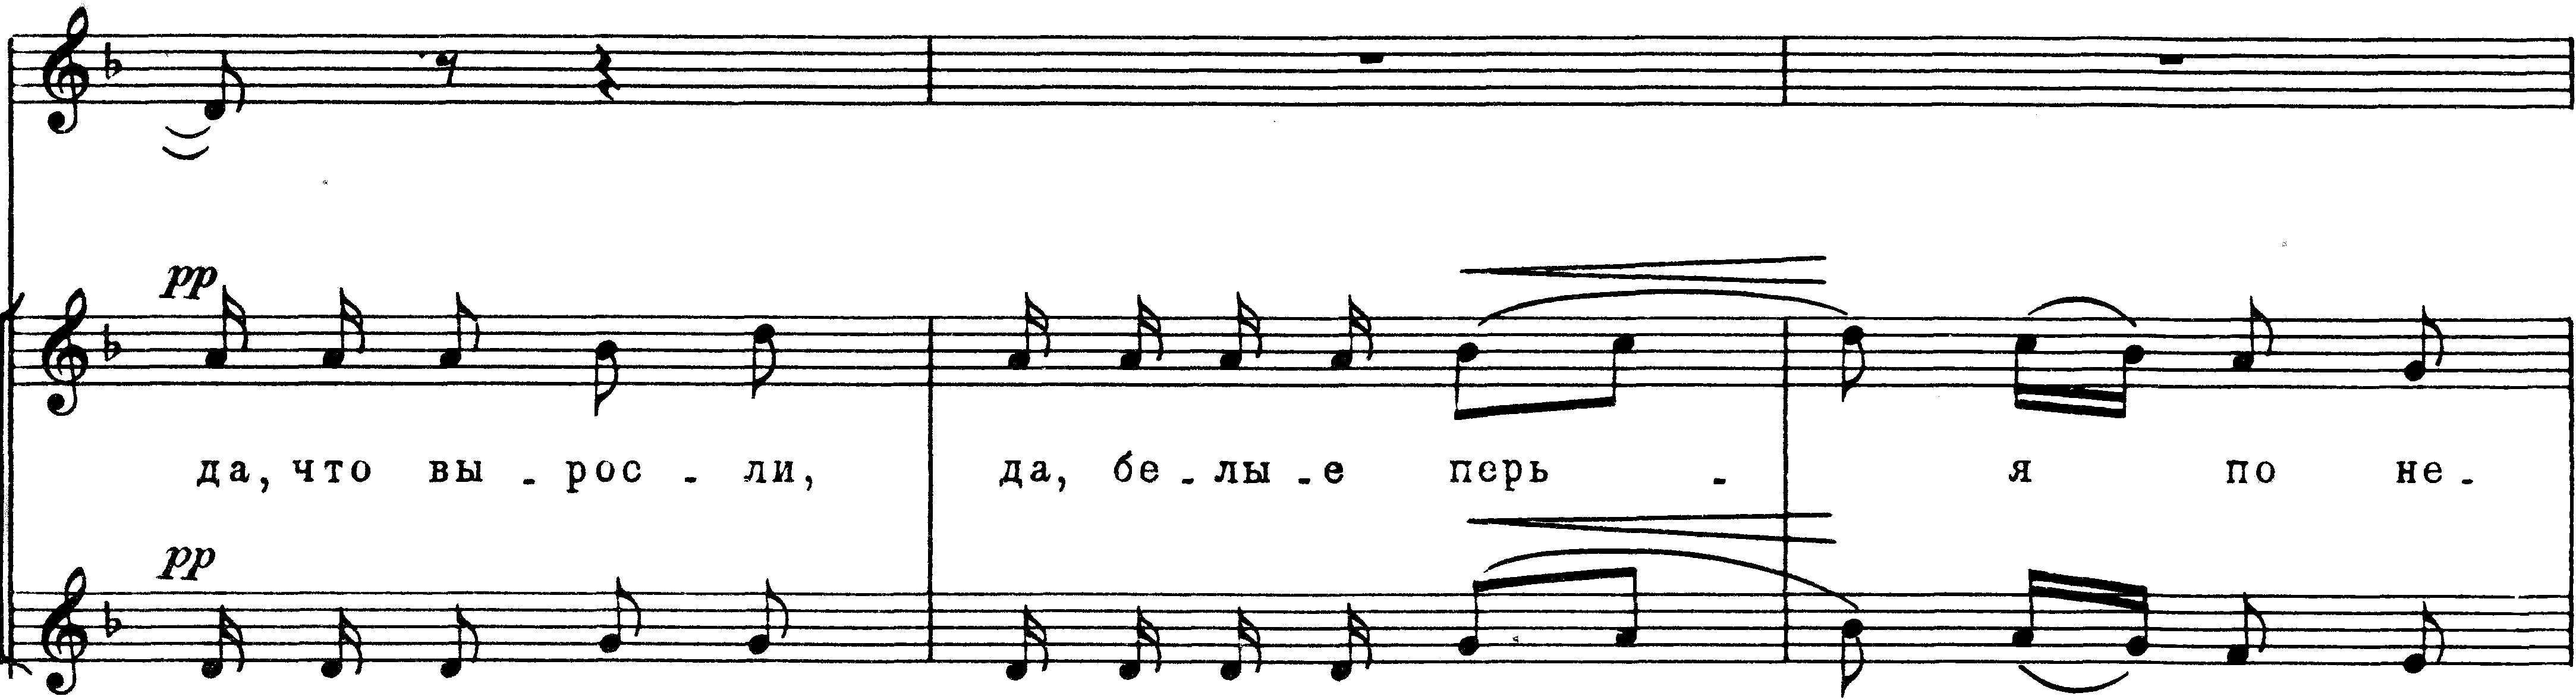 pp
да, что вы - рос - ли, да, бе - лы - е перь - я по не -
pp